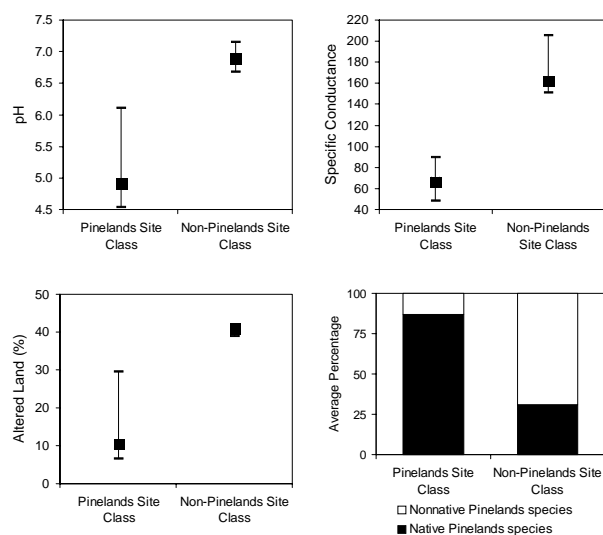 pH
7.5
7.0
6.5
6.0
5.5
5.0
4.5
Pinelands Site
Class
Non-Pinelands Site
Class
Specific Conductance
220
200
180
160
140
120
100
80
60
40
Pinelands Site
Class
Non-Pinelands
Site Class
Altered Land (%)
50
40
30
20
10
0
Pinelands Site
Class
Non-Pinelands Site
Class
Average Percentage
100
75
50
25
0
Pinelands Site
Class
Non-Pinelands Site
Class
Nonnative Pinelands species
Native Pinelands species